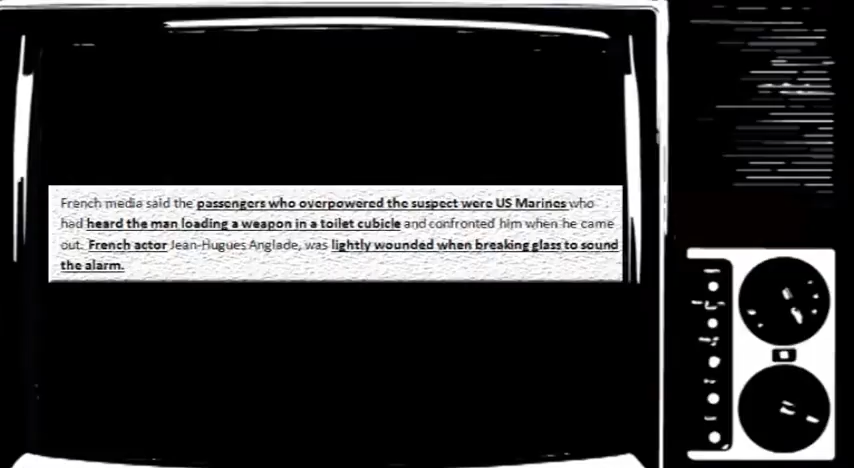 French media said the passengers who overpowered the suspect were US Marines who
had heard the man loading a weapon in a toilet cubicle and confronted him when he came
out. French actor Jean-Hugues Anglade, was lightly wounded when breaking glass to sound
the alarm.